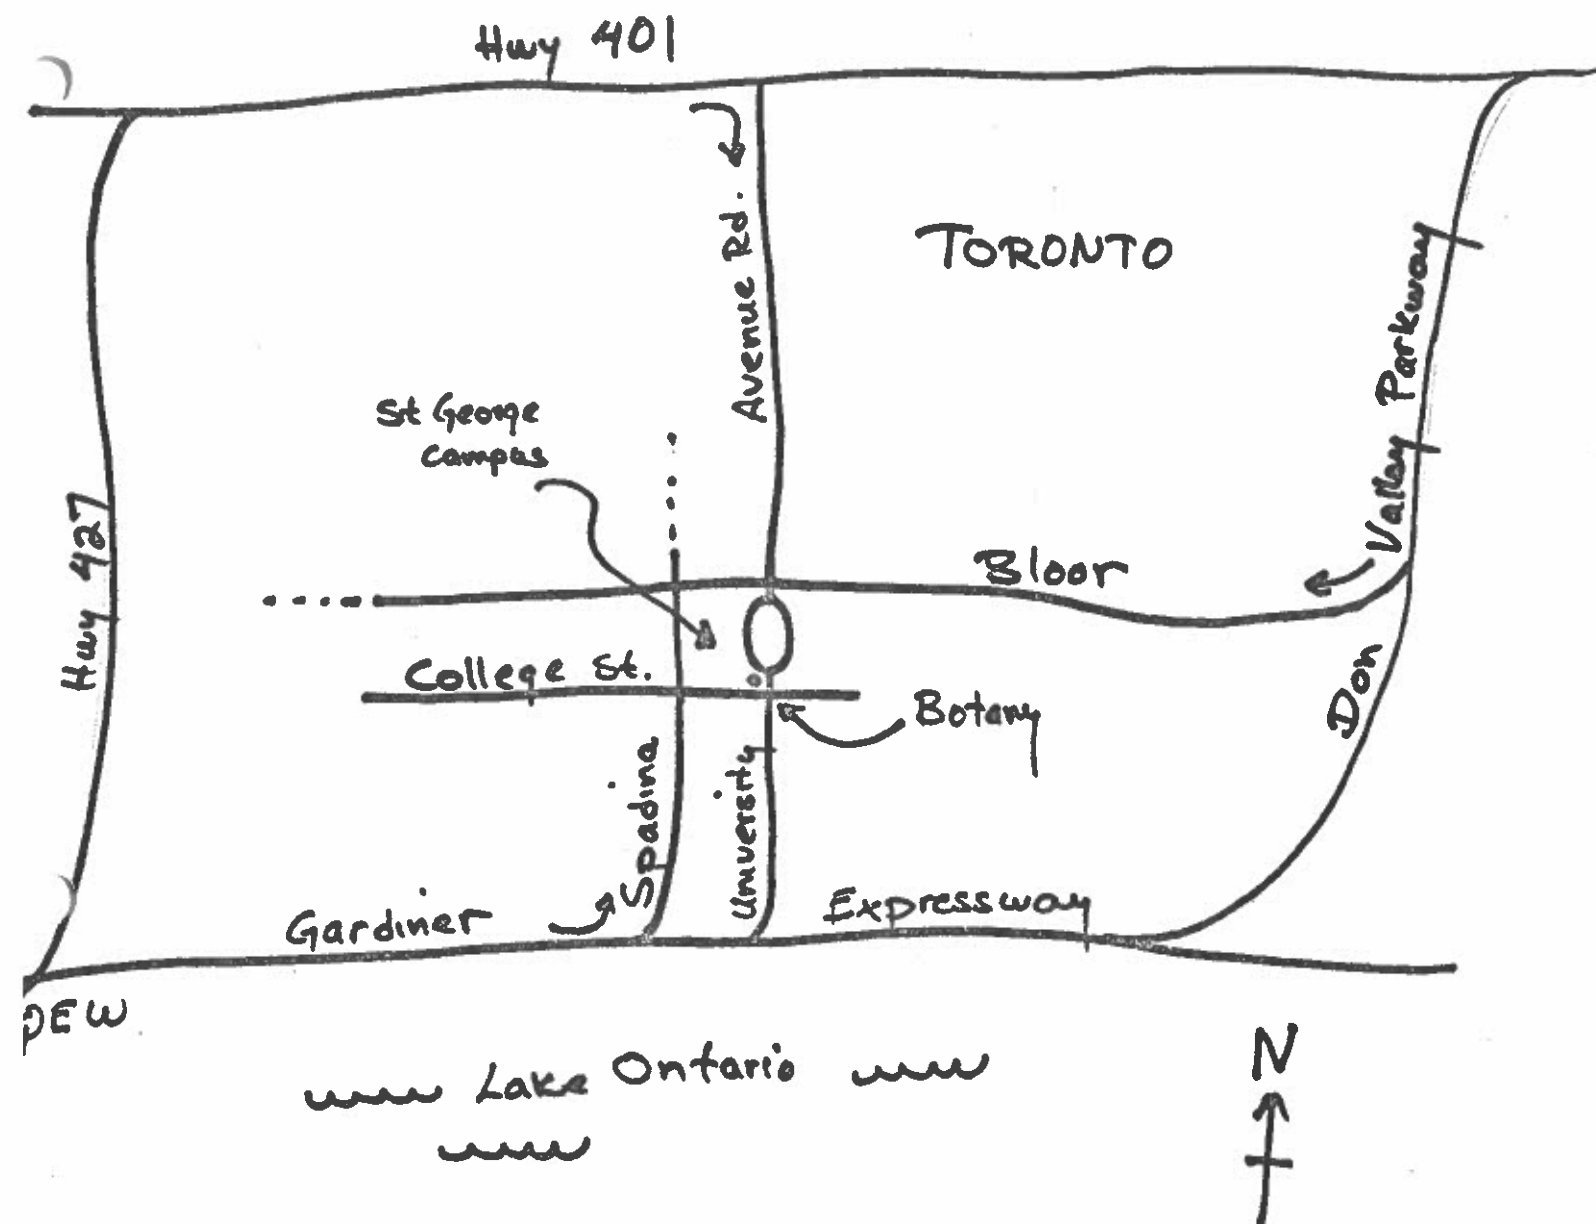 Hwy 401
Avenue Rd.
TORONTO
Don Valley Parkway
St George
campus
Hwy 427
Bloor
College St.
Botany
Spadina
University
Gardiner Expressway
QEW
Lake Ontario
N